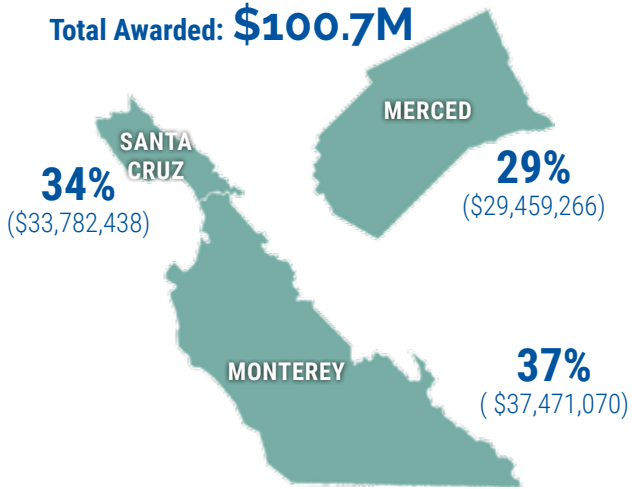 Total Awarded: $100.7M
MERCED
SANTA
CRUZ
29%
($29,459,266)
34%
($33,782,438)
MONTEREY
37%
( $37,471,070)